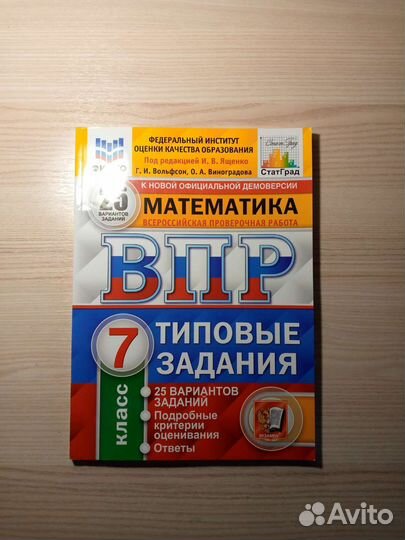 ФЕДЕРАЛЬНЫЙ ИНСТИТУТ
ОЦЕНКИ КАЧЕСТВА ОБРАЗОВАНИЯ
Под редакцией И. В. Ященко
Г. И. Вольфсон, О. А. Виноградова
СтатГрад
К НОВОЙ ОФИЦИАЛЬНОЙ ДЕМОВЕРСИИ
25
ВАРИАНТОВ
ЗАДАНИЙ
МАТЕМАТИКА
ВСЕРОССИЙСКАЯ ПРОВЕРОЧНАЯ РАБОТА
ВПР
7
КЛАСС
ТИПОВЫЕ
ЗАДАНИЯ
• 25 ВАРИАНТОВ
ЗАДАНИЙ
• Подробные
критерии
оценивания
• Ответы
ЭКЗАМЕН
Avito